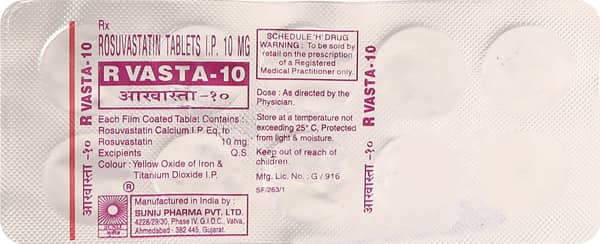 Rx
ROSUVASTATIN TABLETS I.P. 10 MG
R VASTA-10
आरवास्ता -१०
Each Film Coated Tablet Contains :
Rosuvastatin Calcium I.P. Eq. to
Rosuvastatin 10 mg.
Excipients Q.S.
Colour : Yellow Oxide of Iron &
Titanium Dioxide I.P.
®
Manufactured in India by :
SUNIJ PHARMA PVT. LTD.
4228/29/30, Phase IV, G.I.D.C., Vatva,
Ahmedabad - 382 445, Gujarat.
SCHEDULE 'H' DRUG
WARNING : To be sold by
retail on the prescription
of a Registered
Medical Practitioner only.
Dose : As directed by the
Physician.
Store at a temperature not
exceeding 25° C, Protected
from light & moisture.
Keep out of reach of
children.
Mfg. Lic. No. : G / 916
SF/263/1
आरवास्ता -१० R VASTA-10
आरवास्ता -१० R VASTA-10